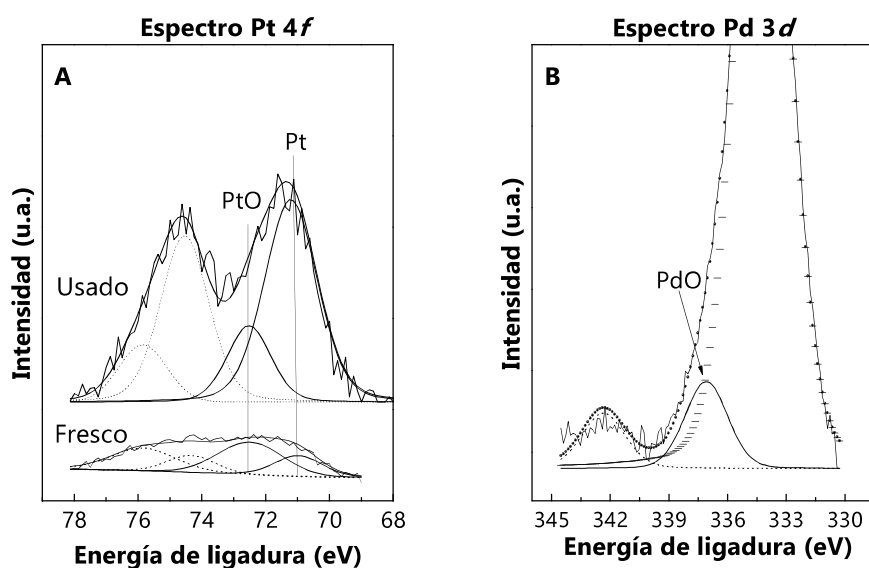 Espectro Pt 4f
A
Pt
PtO
Usado
Fresco
Intensidad (u.a.)
78 76 74 72 70 68
Energía de ligadura (eV)
Espectro Pd 3d
B
PdO
Intensidad (u.a.)
345 342 339 336 333 330
Energía de ligadura (eV)